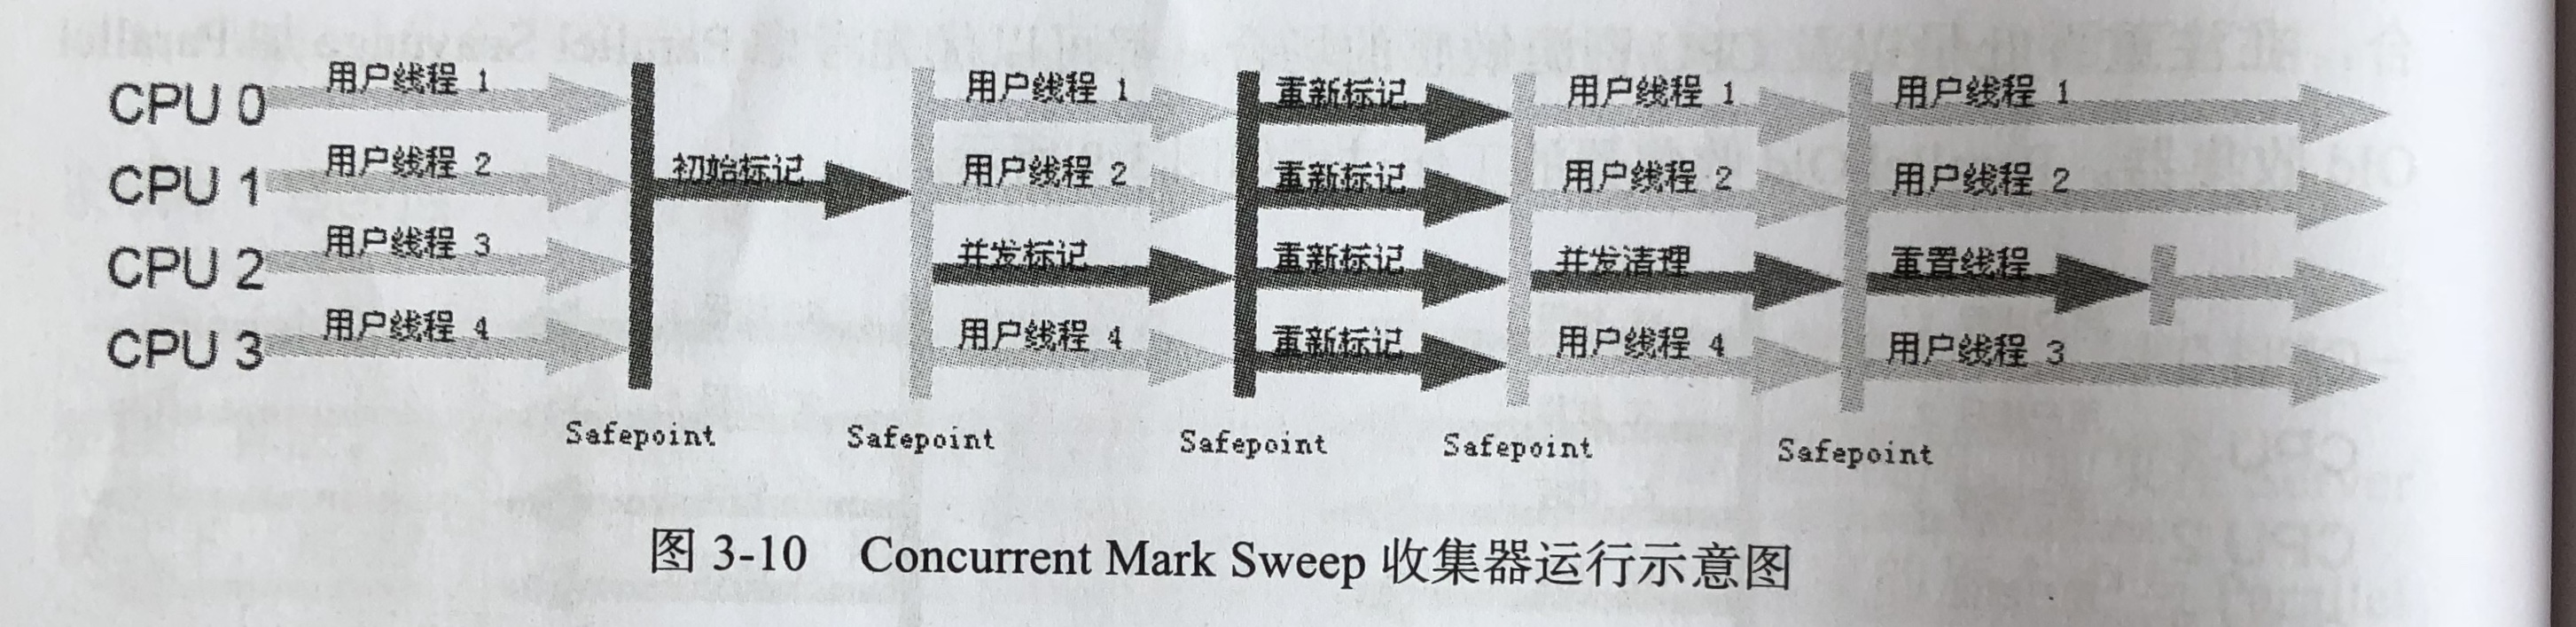 CPU 0 用户线程 1 用户线程 1 重新标记 用户线程 1 用户线程 1
CPU 1 用户线程 2 初始标记 用户线程 2 重新标记 用户线程 2 用户线程 2
CPU 2 用户线程 3 并发标记 重新标记 并发清理 重置线程
CPU 3 用户线程 4 用户线程 4 重新标记 用户线程 4 用户线程 3
Safepoint Safepoint Safepoint Safepoint Safepoint
图 3-10 Concurrent Mark Sweep 收集器运行示意图